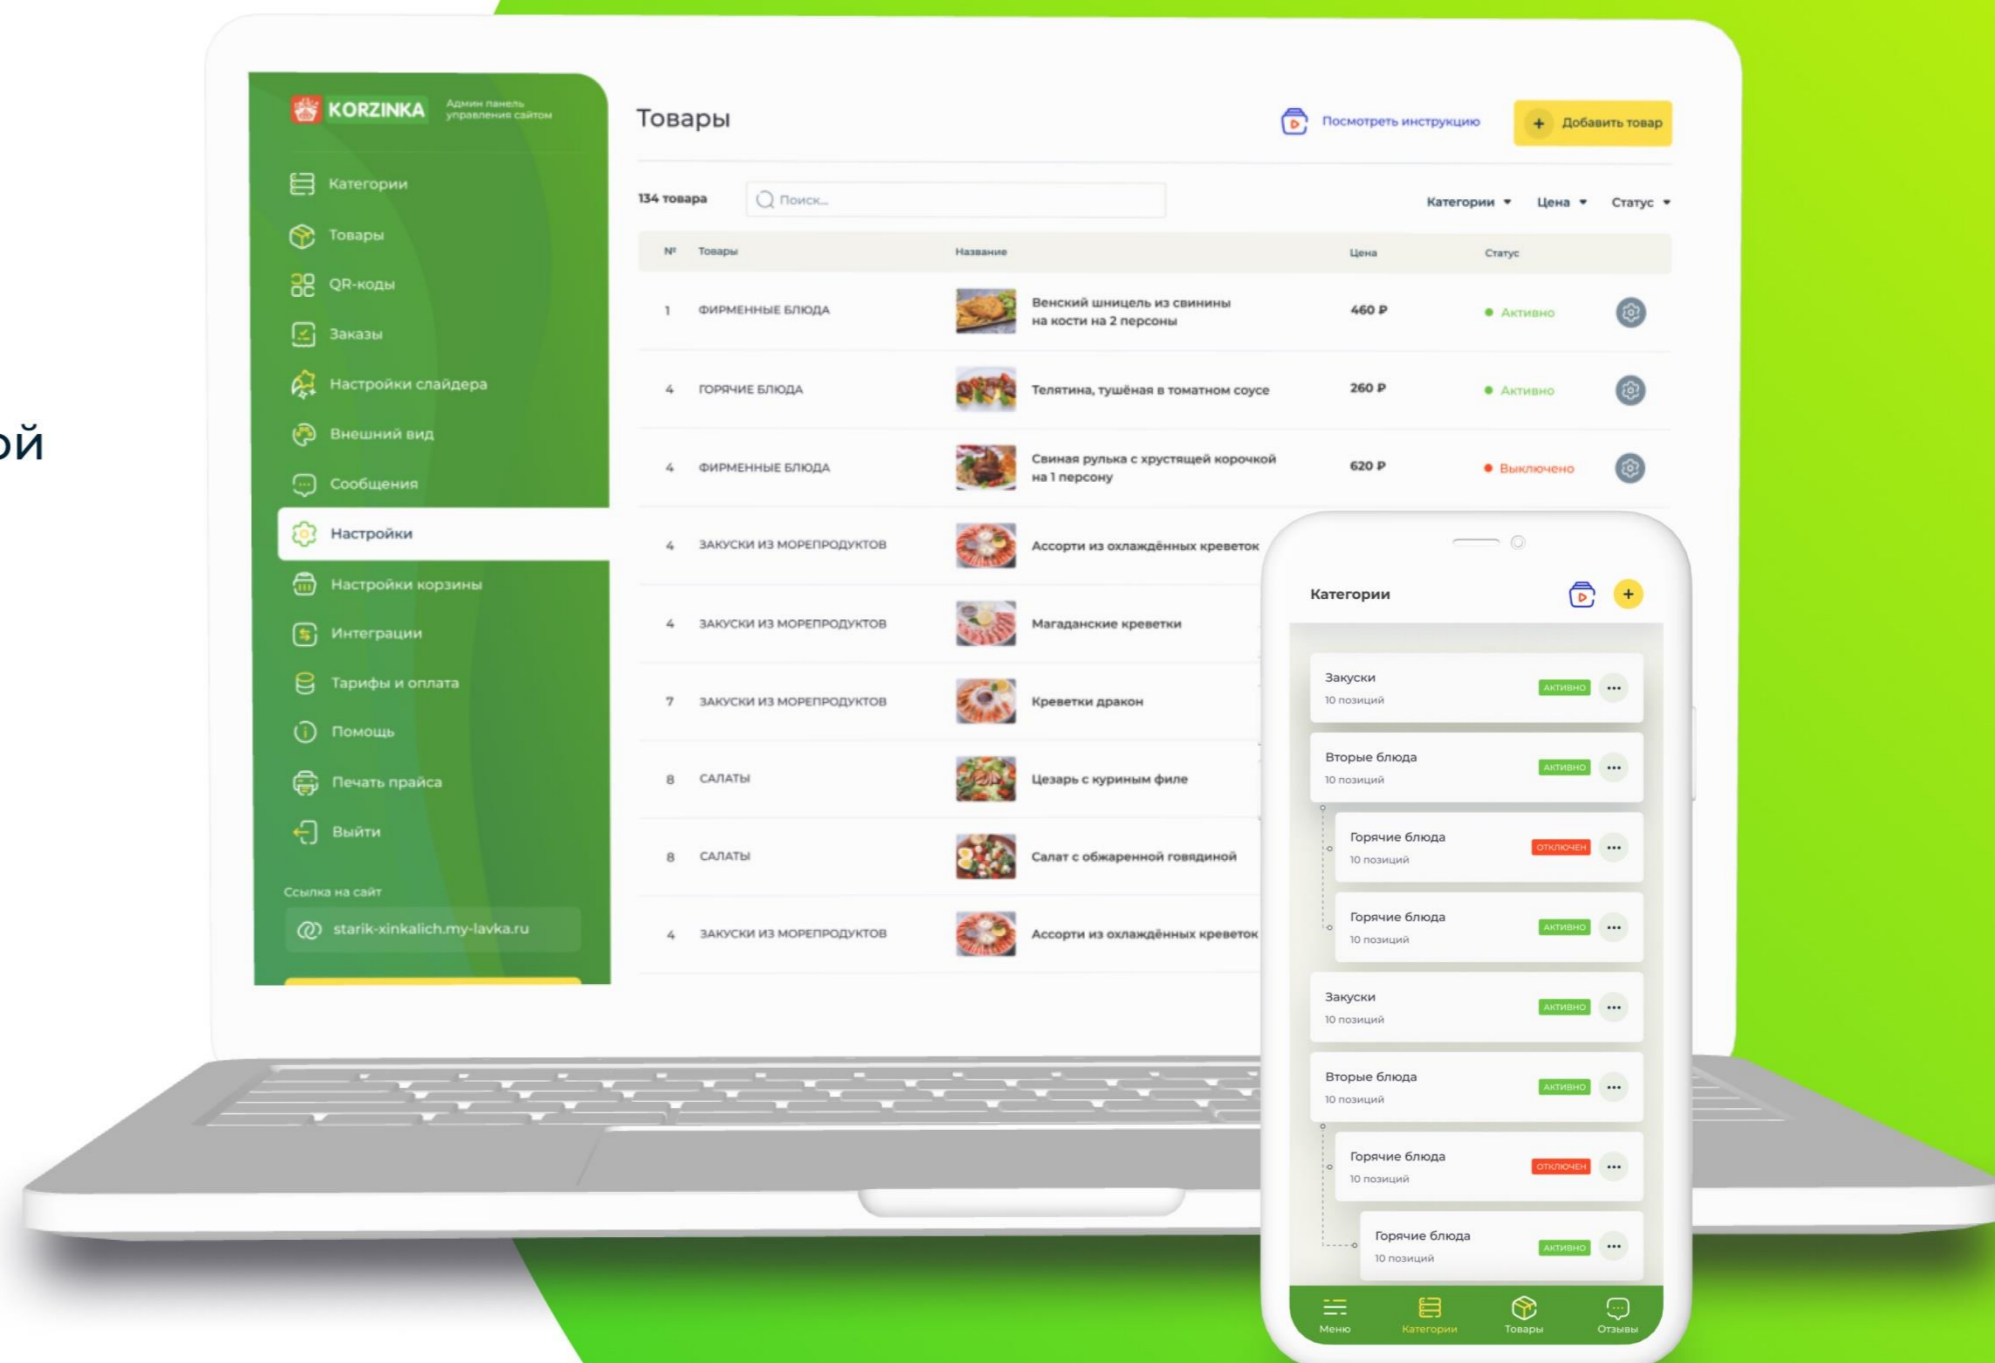 ой
KORZINKA
Админ панель
управления сайтом
Категории
Товары
QR-коды
Заказы
Настройки слайдера
Внешний вид
Сообщения
Настройки
Настройки корзины
Интеграции
Тарифы и оплата
Помощь
Печать прайса
Выйти
Ссылка на сайт
starik-xinkalich.my-lavka.ru
Товары
Посмотреть инструкцию
+ Добавить товар
134 товара
Поиск...
Категории Цена Статус
№ Товары Название Цена Статус
1 ФИРМЕННЫЕ БЛЮДА Венский шницель из свинины
на кости на 2 персоны 460 ₽ Активно
4 ГОРЯЧИЕ БЛЮДА Телятина, тушёная в томатном соусе 260 ₽ Активно
4 ФИРМЕННЫЕ БЛЮДА Свиная рулька с хрустящей корочкой
на 1 персону 620 ₽ Выключено
4 ЗАКУСКИ ИЗ МОРЕПРОДУКТОВ Ассорти из охлаждённых креветок
4 ЗАКУСКИ ИЗ МОРЕПРОДУКТОВ Магаданские креветки
7 ЗАКУСКИ ИЗ МОРЕПРОДУКТОВ Креветки дракон
8 САЛАТЫ Цезарь с куриным филе
8 САЛАТЫ Салат с обжаренной говядиной
4 ЗАКУСКИ ИЗ МОРЕПРОДУКТОВ Ассорти из охлаждённых креветок
Категории +
Закуски
10 позиций АКТИВНО
Вторые блюда
10 позиций АКТИВНО
Горячие блюда
10 позиций ОТКЛЮЧЕН
Горячие блюда
10 позиций АКТИВНО
Закуски
10 позиций АКТИВНО
Вторые блюда
10 позиций АКТИВНО
Горячие блюда
10 позиций ОТКЛЮЧЕН
Горячие блюда
10 позиций АКТИВНО
Меню Категории Товары Отзывы